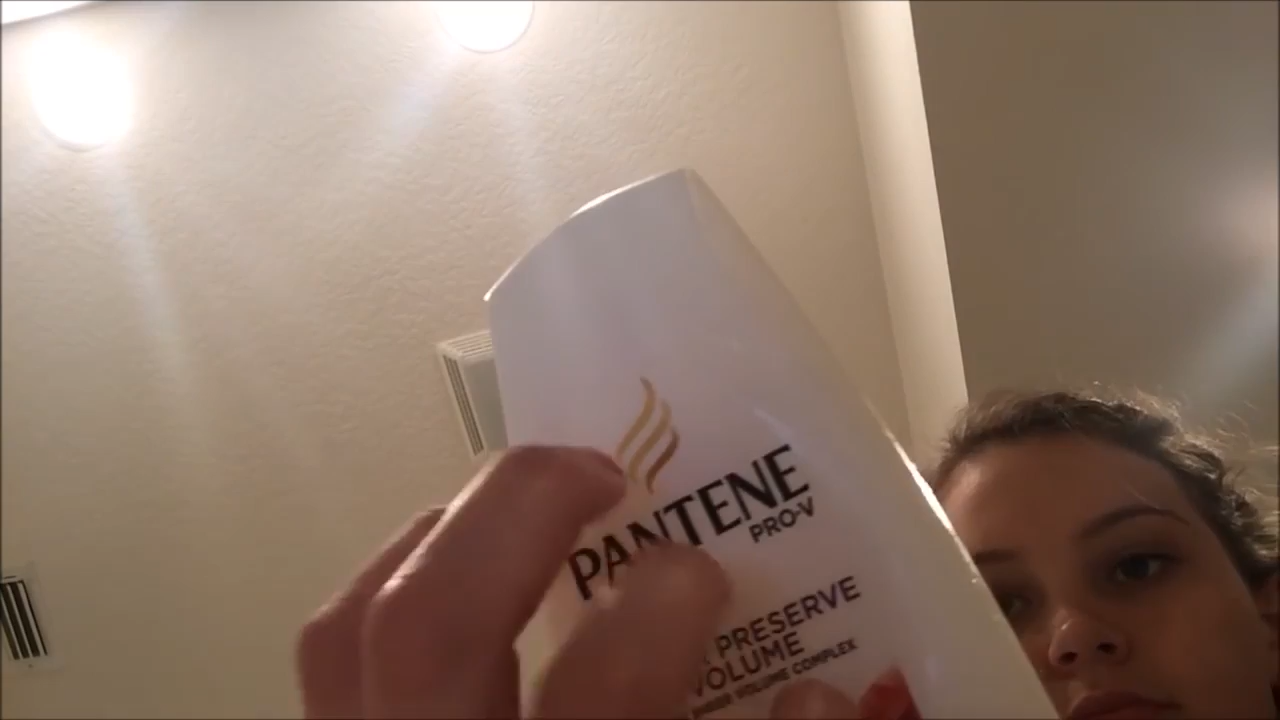 PANTENE
PRO-V
PRESERVE
VOLUME
VOLUME COMPLEX